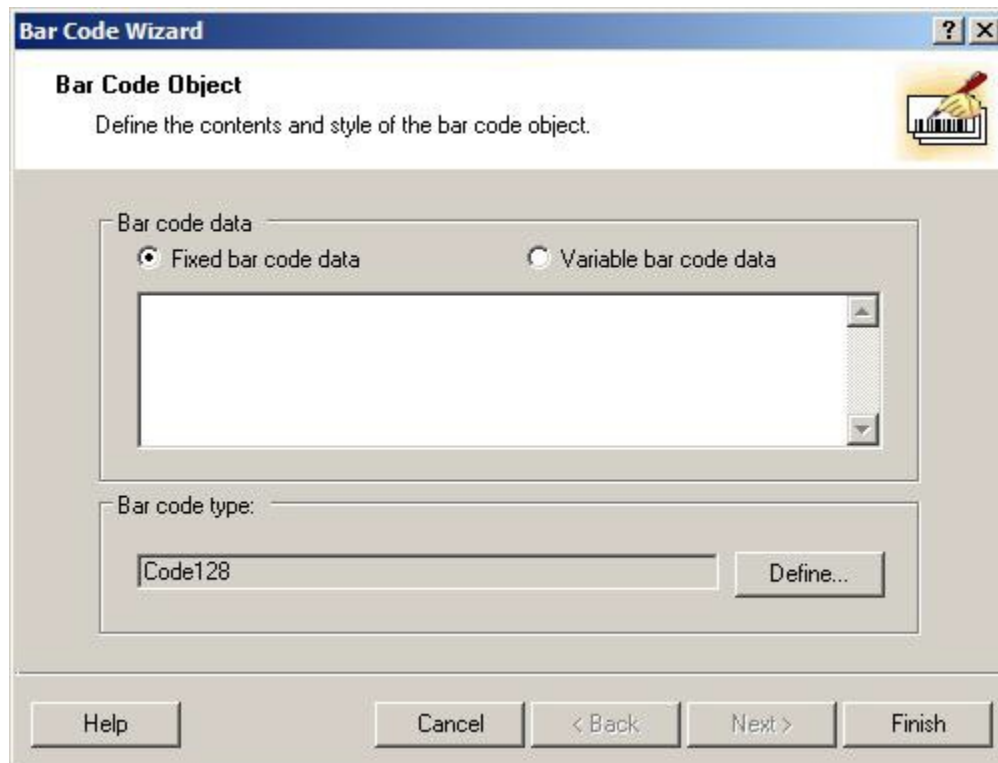 Bar Code Wizard
Bar Code Object
Define the contents and style of the bar code object.
Bar code data
Fixed bar code data
Variable bar code data
Bar code type:
Code128
Define...
Help
Cancel
< Back
Next >
Finish